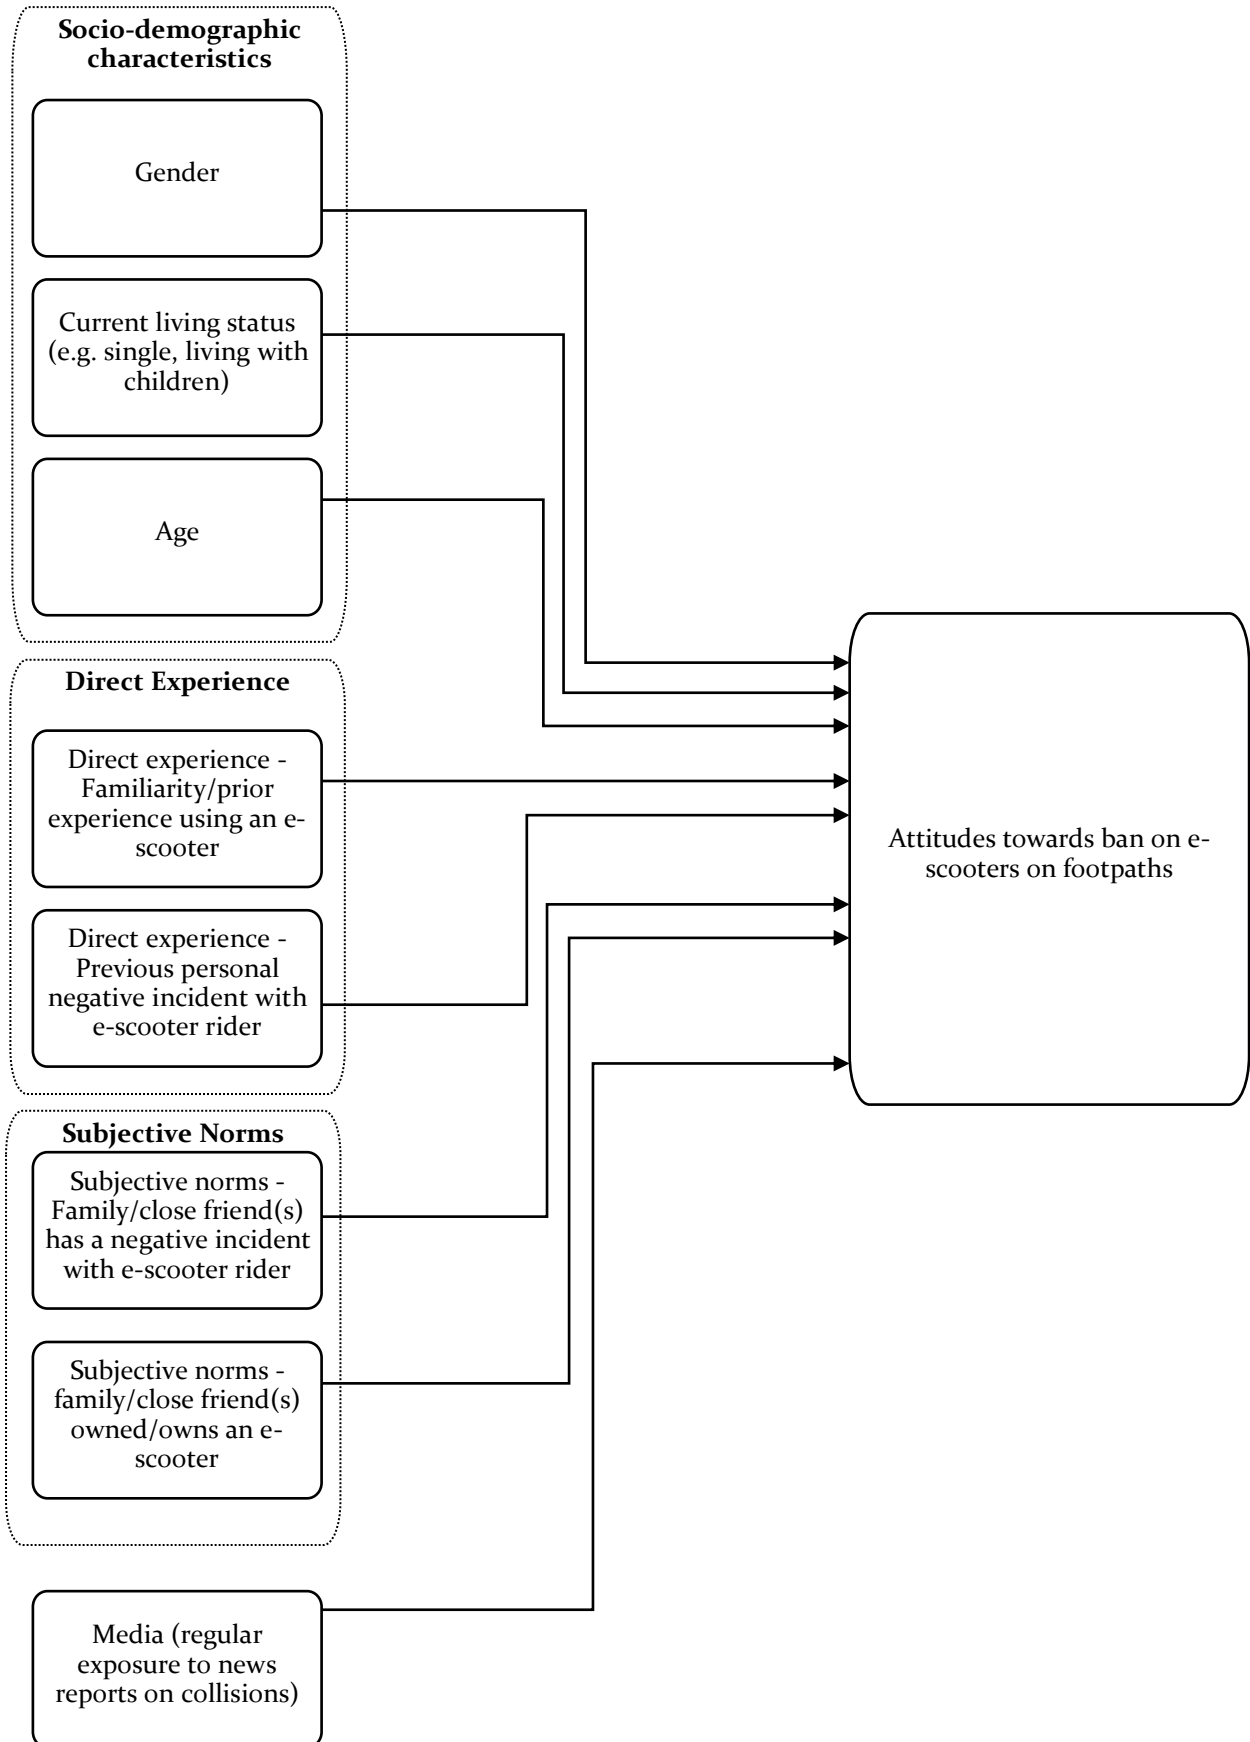 Socio-demographic
characteristics
Gender
Current living status
(e.g. single, living with
children)
Age
Direct Experience
Direct experience -
Familiarity/prior
experience using an e-
scooter
Direct experience -
Previous personal
negative incident with
e-scooter rider
Subjective Norms
Subjective norms -
Family/close friend(s)
has a negative incident
with e-scooter rider
Subjective norms -
family/close friend(s)
owned/owns an e-
scooter
Media (regular
exposure to news
reports on collisions)
Attitudes towards ban on e-
scooters on footpaths